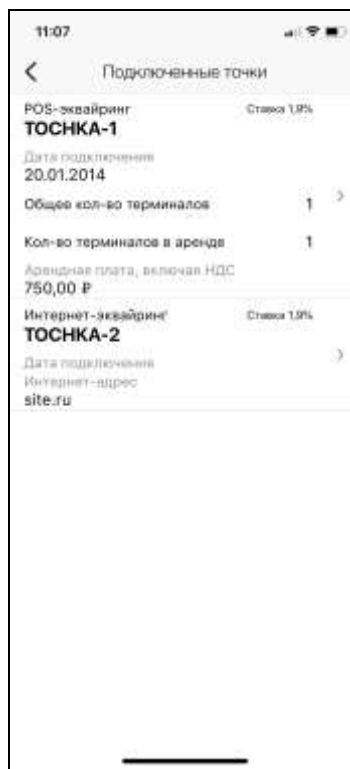 11:07
Подключенные точки
POS-эквайринг Ставка 1,9%
TOCHKA-1
Дата подключения
20.01.2014
Общее кол-во терминалов 1
Кол-во терминалов в аренде 1
Арендная плата, включая НДС
750,00 ₽
Интернет-эквайринг Ставка 1,9%
TOCHKA-2
Дата подключения
Интернет-адрес
site.ru